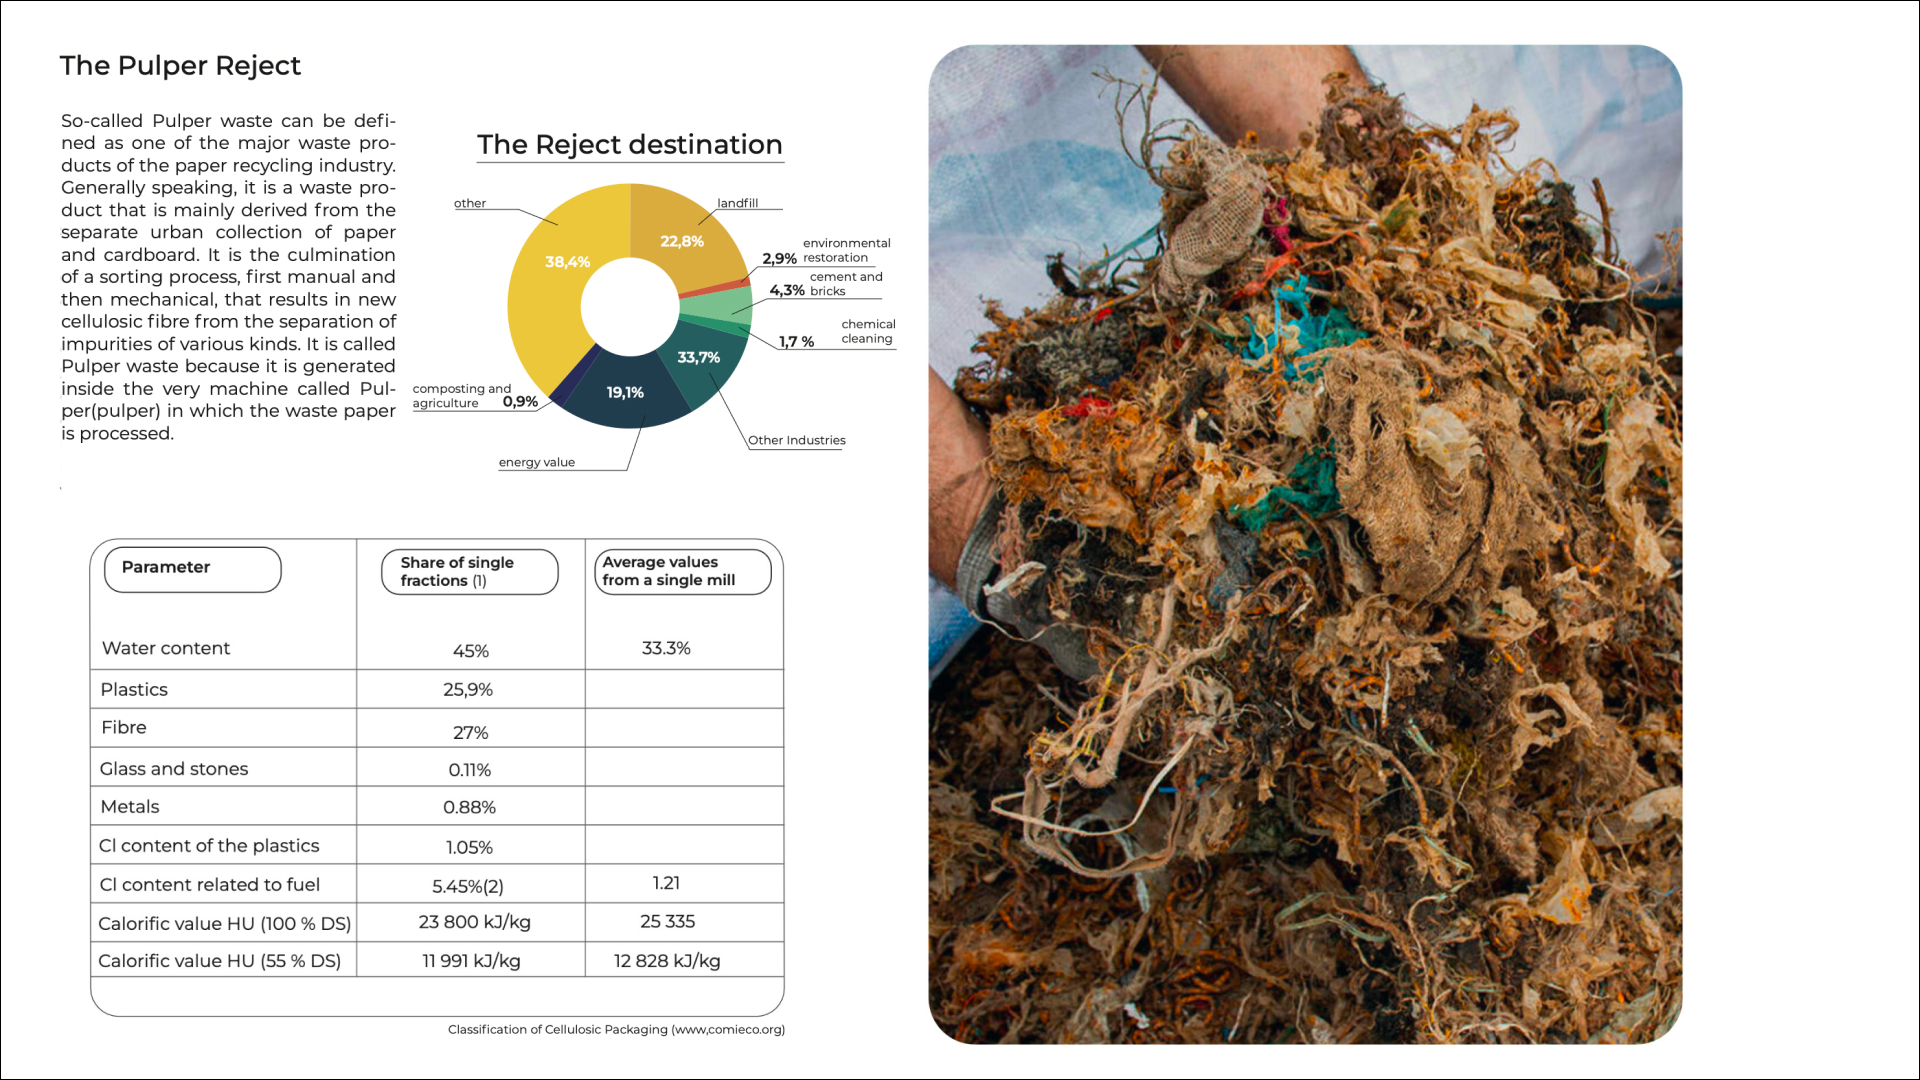 The Pulper Reject
So-called Pulper waste can be defi-
ned as one of the major waste pro-
ducts of the paper recycling industry.
Generally speaking, it is a waste pro-
duct that is mainly derived from the
separate urban collection of paper
and cardboard. It is the culmination
of a sorting process, first manual and
then mechanical, that results in new
cellulosic fibre from the separation of
impurities of various kinds. It is called
Pulper waste because it is generated
inside the very machine called Pul-
per(pulper) in which the waste paper
is processed.
The Reject destination
other
landfill
38,4%
22,8%
environmental
2,9% restoration
cement and
4,3% bricks
chemical
1,7 % cleaning
33,7%
19,1%
composting and
agriculture 0,9%
Other Industries
energy value
Parameter
Share of single
fractions (1)
Average values
from a single mill
Water content 45% 33.3%
Plastics 25,9%
Fibre 27%
Glass and stones 0.11%
Metals 0.88%
Cl content of the plastics 1.05%
Cl content related to fuel 5.45%(2) 1.21
Calorific value HU (100 % DS) 23 800 kJ/kg 25 335
Calorific value HU (55 % DS) 11 991 kJ/kg 12 828 kJ/kg
Classification of Cellulosic Packaging (www,comieco.org)